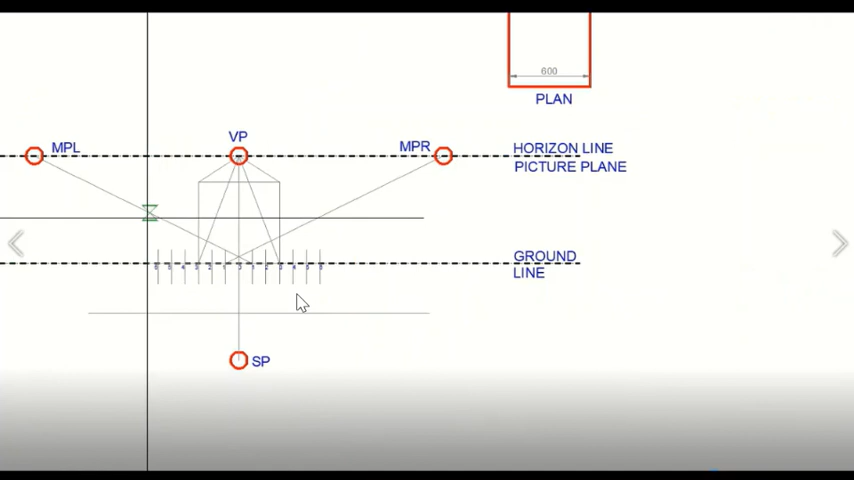 600
PLAN
VP
MPL
MPR
HORIZON LINE
PICTURE PLANE
GROUND
LINE
SP